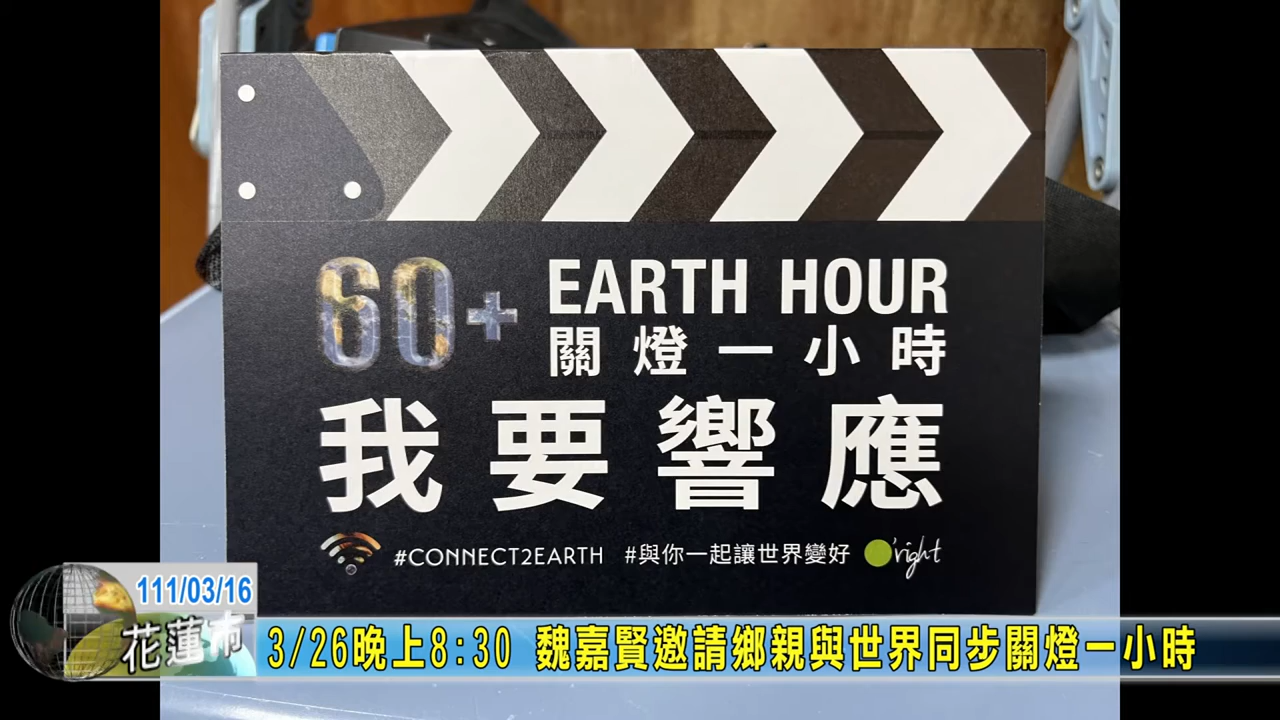 60+
EARTH HOUR
關燈一小時
我要響應
#CONNECT2EARTH #與你一起讓世界變好 O'right
111/03/16
花蓮市
3/26晚上8:30 魏嘉賢邀請鄉親與世界同步關燈一小時